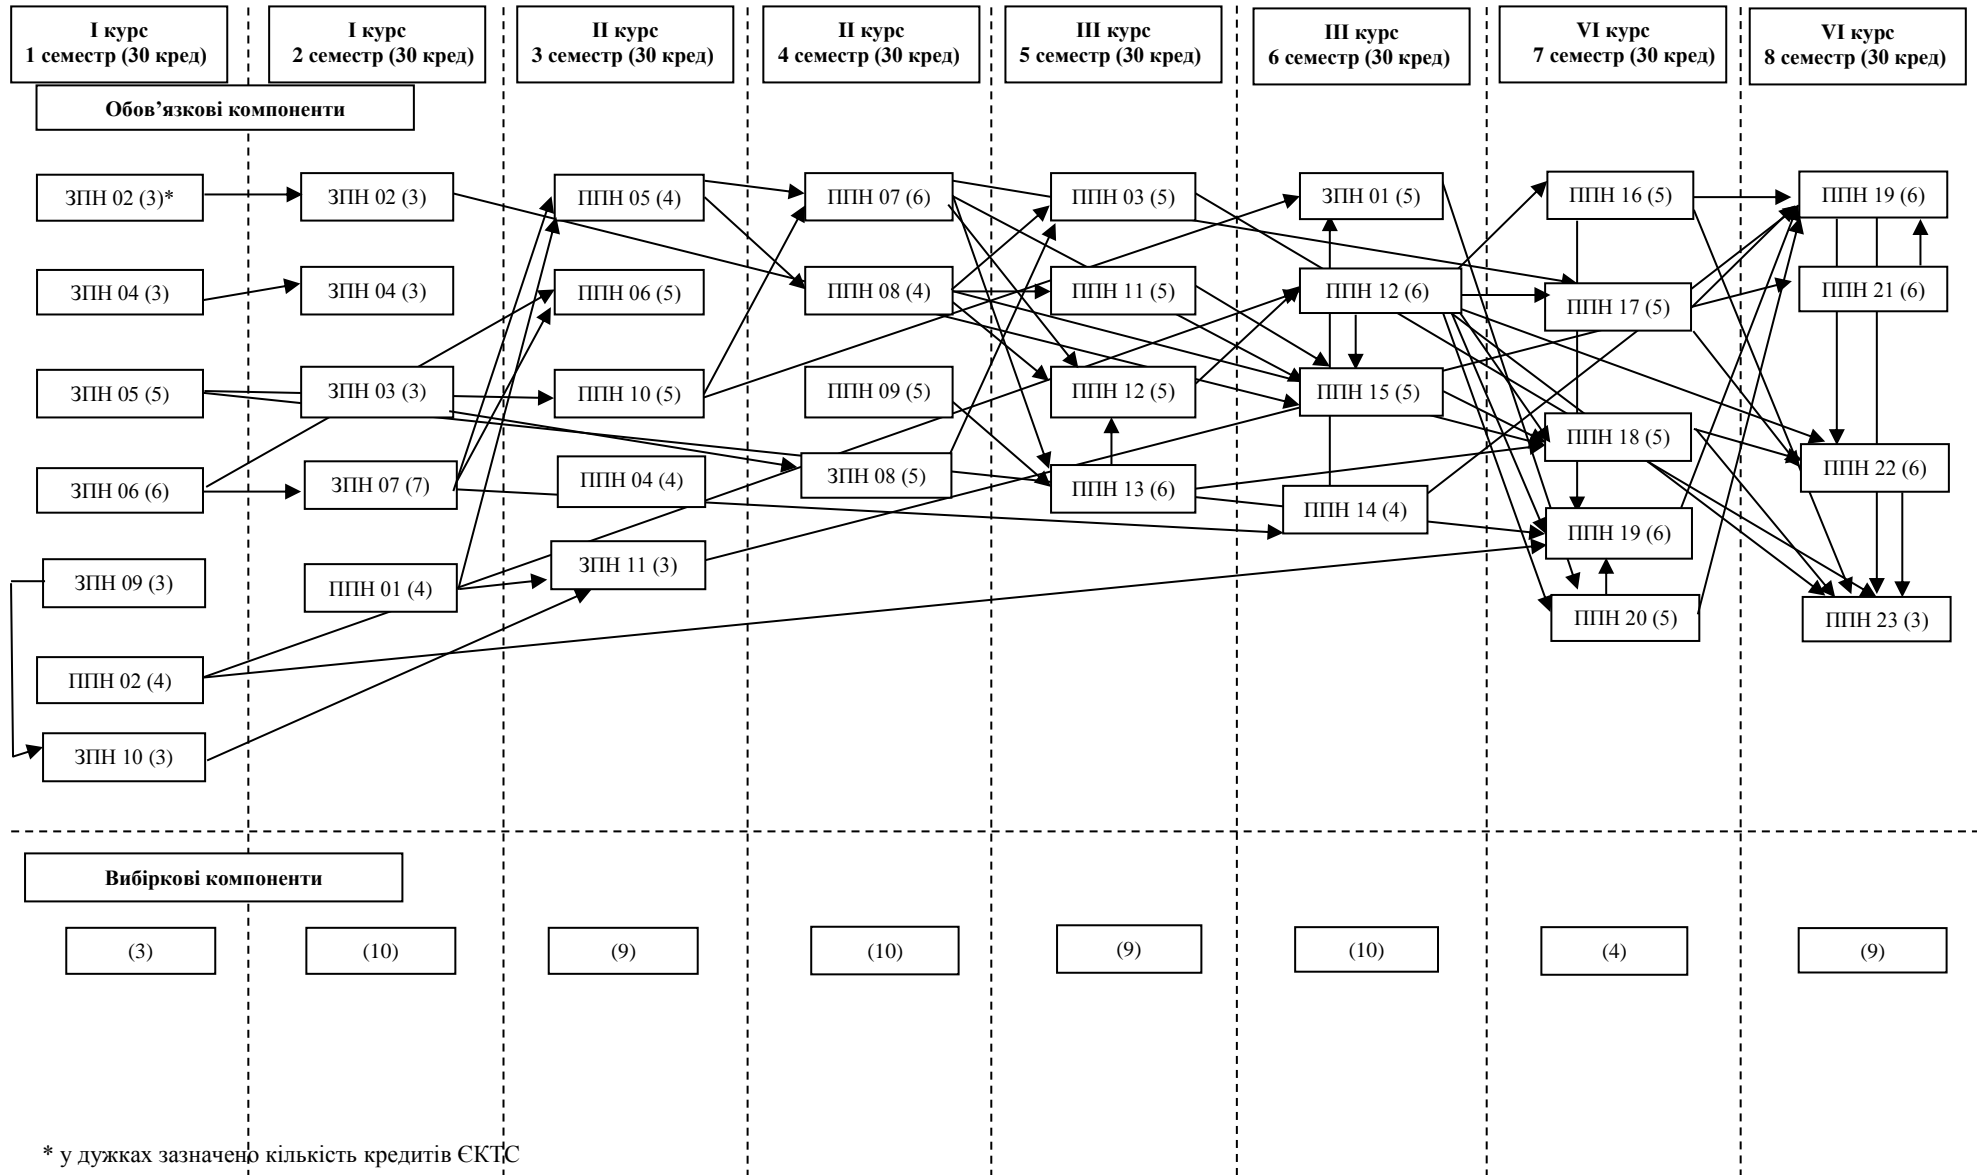 І курс
1 семестр (30 кред)
І курс
2 семестр (30 кред)
ІІ курс
3 семестр (30 кред)
ІІ курс
4 семестр (30 кред)
ІІІ курс
5 семестр (30 кред)
ІІІ курс
6 семестр (30 кред)
VI курс
7 семестр (30 кред)
VI курс
8 семестр (30 кред)
Обов’язкові компоненти
ЗПН 02 (3)*
ЗПН 04 (3)
ЗПН 05 (5)
ЗПН 06 (6)
ЗПН 09 (3)
ППН 02 (4)
ЗПН 10 (3)
ЗПН 02 (3)
ЗПН 04 (3)
ЗПН 03 (3)
ЗПН 07 (7)
ППН 01 (4)
ППН 05 (4)
ППН 06 (5)
ППН 10 (5)
ППН 04 (4)
ЗПН 11 (3)
ППН 07 (6)
ППН 08 (4)
ППН 09 (5)
ЗПН 08 (5)
ППН 03 (5)
ППН 11 (5)
ППН 12 (5)
ППН 13 (6)
ЗПН 01 (5)
ППН 12 (6)
ППН 15 (5)
ППН 14 (4)
ППН 16 (5)
ППН 17 (5)
ППН 18 (5)
ППН 19 (6)
ППН 20 (5)
ППН 19 (6)
ППН 21 (6)
ППН 22 (6)
ППН 23 (3)
Вибіркові компоненти
(3)
(10)
(9)
(10)
(9)
(10)
(4)
(9)
* у дужках зазначено кількість кредитів ЄКТС